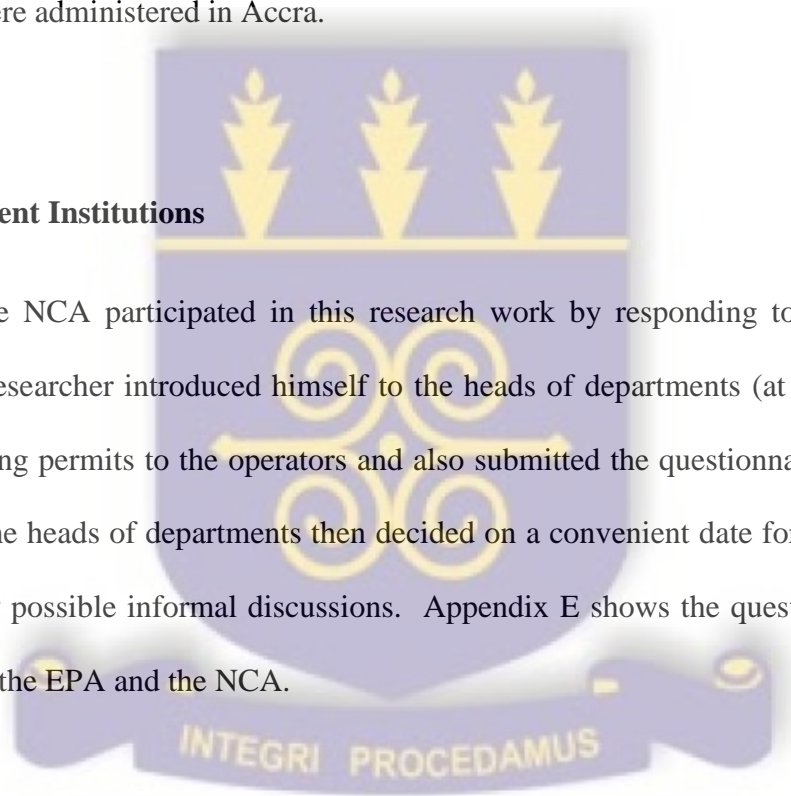 ere administered in Accra.
ent Institutions
e NCA participated in this research work by responding to
esearcher introduced himself to the heads of departments (at
ng permits to the operators and also submitted the questionna
he heads of departments then decided on a convenient date for
possible informal discussions. Appendix E shows the ques
the EPA and the NCA.
INTEGRI PROCEDAMUS